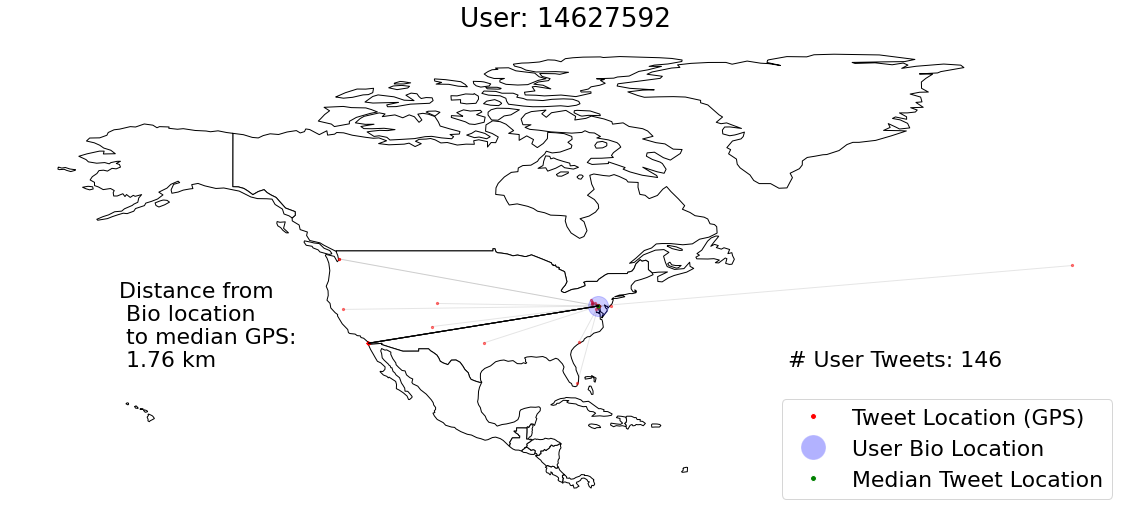 User: 14627592
Distance from
Bio location
to median GPS:
1.76 km
# User Tweets: 146
Tweet Location (GPS)
User Bio Location
Median Tweet Location